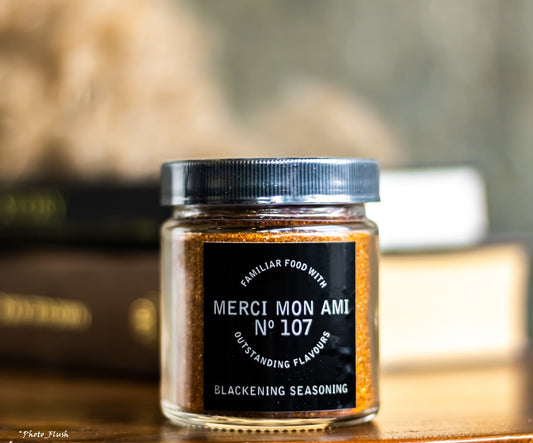 FAMILIAR FOOD WITH
MERCI MON AMI
Nº 107
OUTSTANDING FLAVOURS
BLACKENING SEASONING
*Photo_Flush